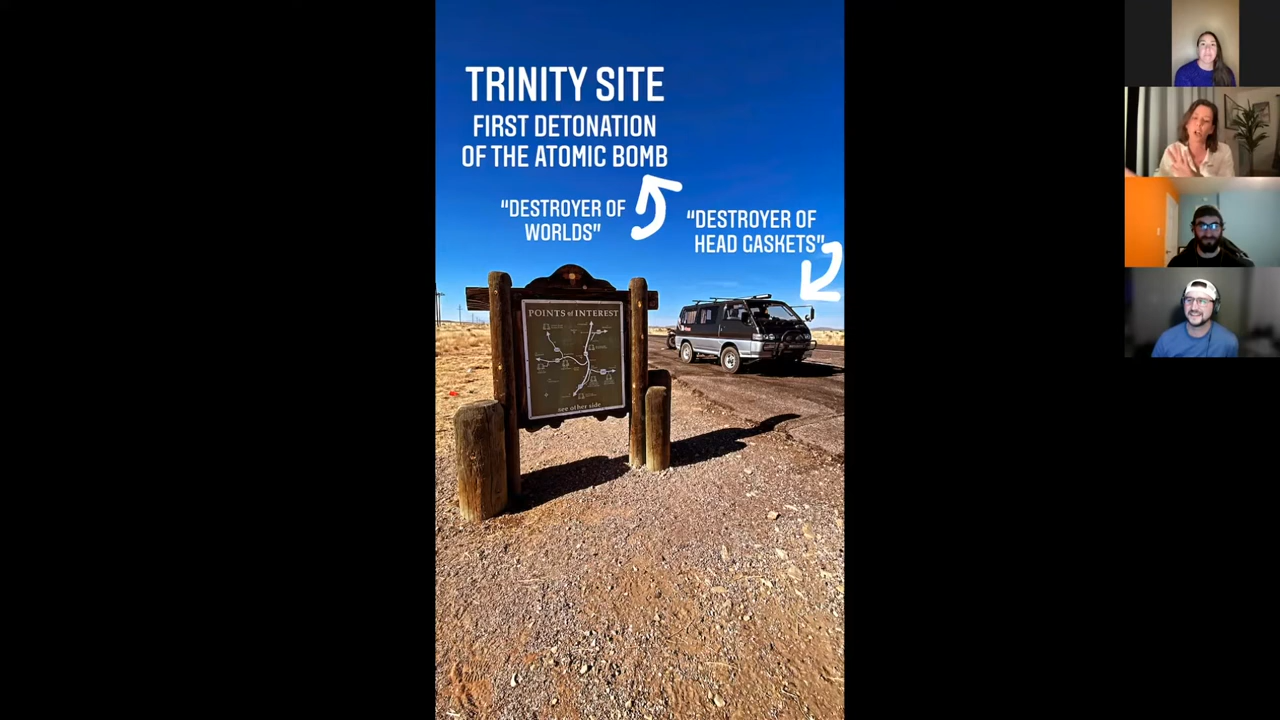 TRINITY SITE
FIRST DETONATION
OF THE ATOMIC BOMB
“DESTROYER OF
WORLDS”
“DESTROYER OF
HEAD GASKETS”
POINTS of INTEREST
see other side